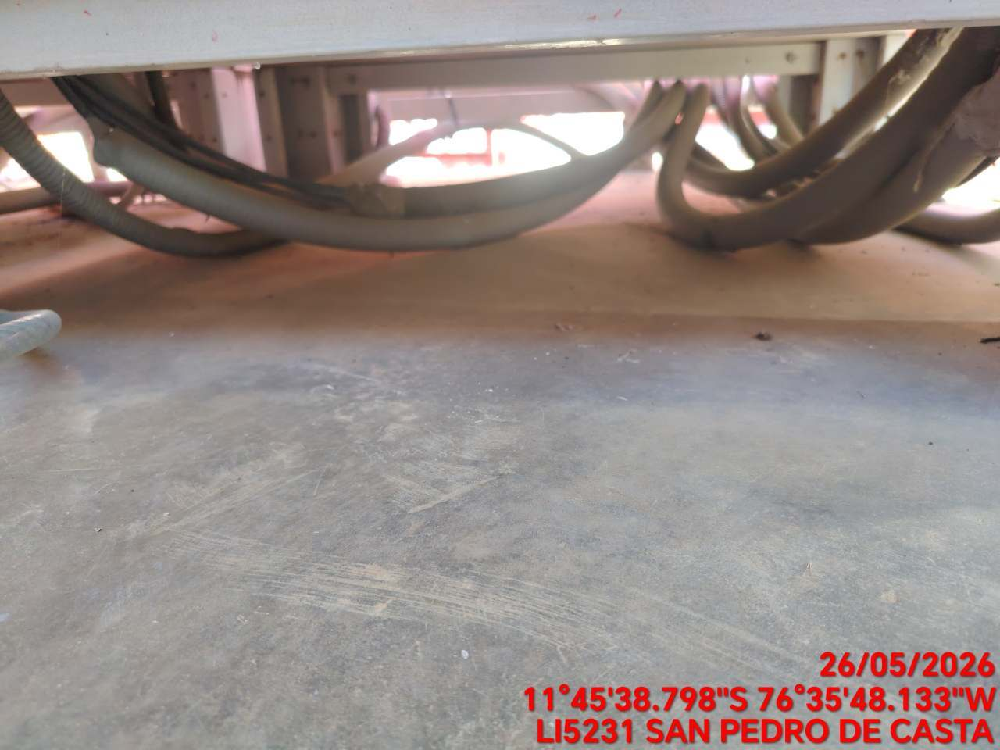 26/05/2026
11°45'38.798"S 76°35'48.133"W
LI5231 SAN PEDRO DE CASTA